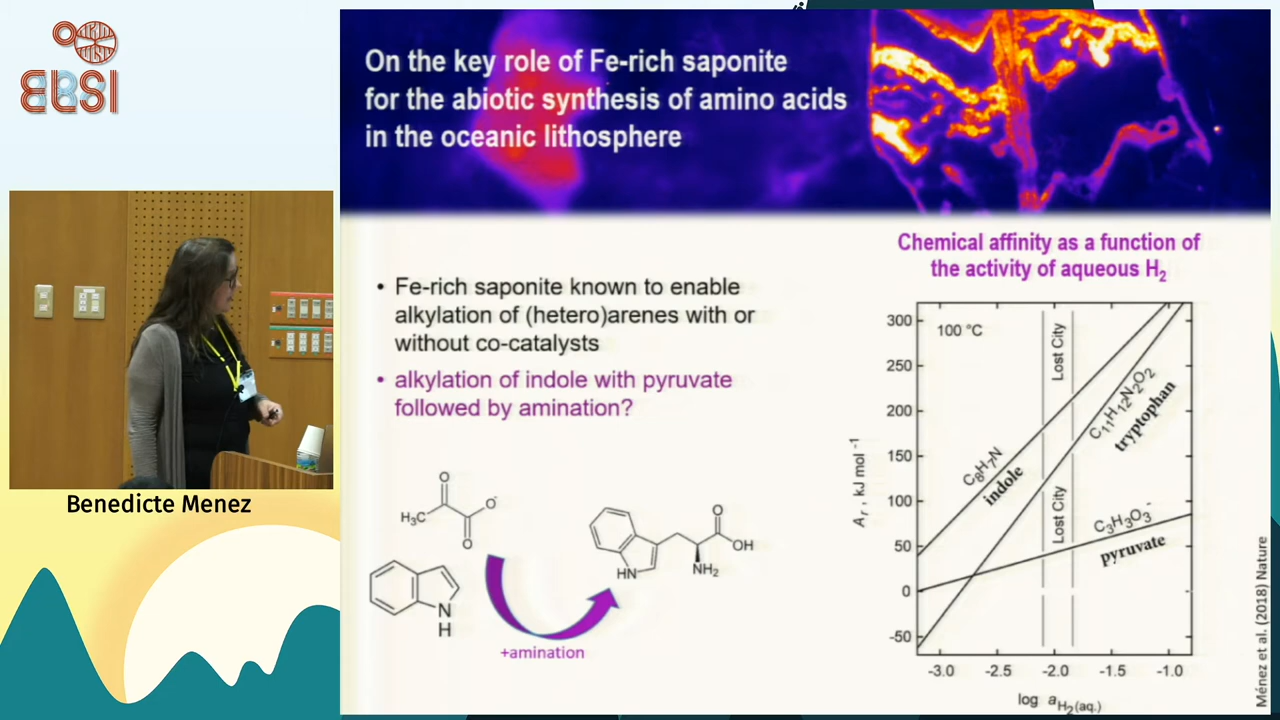 ELSI
Benedicte Menez
On the key role of Fe-rich saponite
for the abiotic synthesis of amino acids
in the oceanic lithosphere
• Fe-rich saponite known to enable
alkylation of (hetero)arenes with or
without co-catalysts
• alkylation of indole with pyruvate
followed by amination?
O
H₃C
O⁻
O
N
H
+amination
O
OH
NH₂
HN
Chemical affinity as a function of
the activity of aqueous H₂
100 °C
Lost City
Lost City
C₈H₇N
indole
C₁₁H₁₂N₂O₂
tryptophan
C₃H₃O₃⁻
pyruvate
Aᵣ , kJ mol⁻¹
300
250
200
150
100
50
0
-50
-3.0 -2.5 -2.0 -1.5 -1.0
log a H₂(aq.)
Ménez et al. (2018) Nature